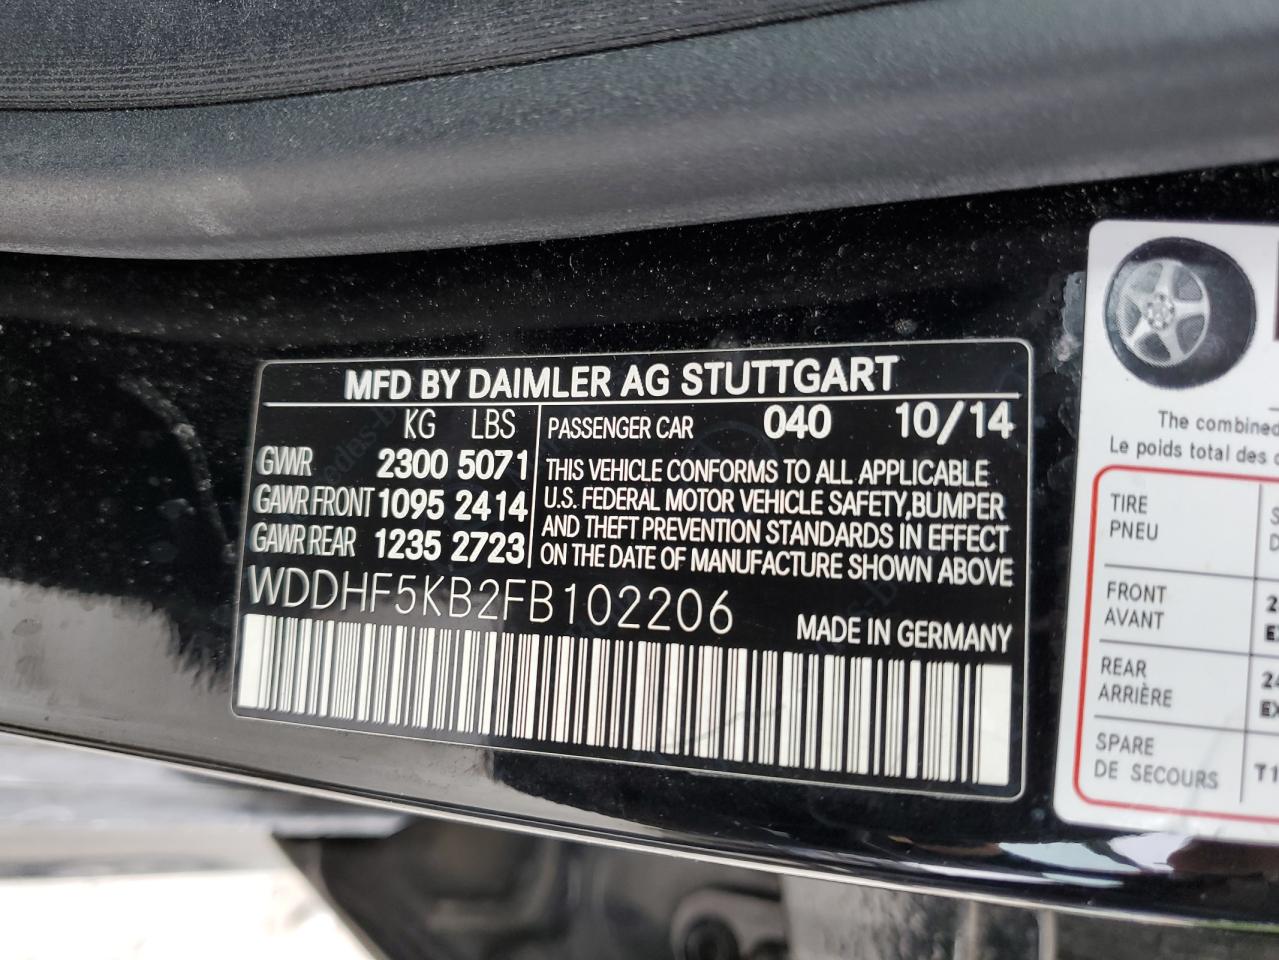 MFD BY DAIMLER AG STUTTGART
KG LBS
GVWR 2300 5071
GAWR FRONT 1095 2414
GAWR REAR 1235 2723
PASSENGER CAR 040 10/14
THIS VEHICLE CONFORMS TO ALL APPLICABLE
U.S. FEDERAL MOTOR VEHICLE SAFETY,BUMPER
AND THEFT PREVENTION STANDARDS IN EFFECT
ON THE DATE OF MANUFACTURE SHOWN ABOVE
WDDHF5KB2FB102206
MADE IN GERMANY
The combined
Le poids total des
TIRE
PNEU
FRONT
AVANT
REAR
ARRIÈRE
SPARE
DE SECOURS